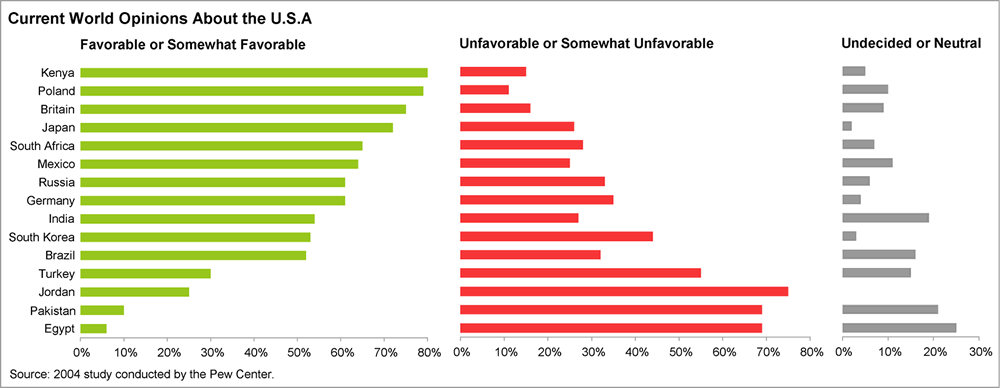 Current World Opinions About the U.S.A
Favorable or Somewhat Favorable
Unfavorable or Somewhat Unfavorable
Undecided or Neutral
Kenya
Poland
Britain
Japan
South Africa
Mexico
Russia
Germany
India
South Korea
Brazil
Turkey
Jordan
Pakistan
Egypt
0% 10% 20% 30% 40% 50% 60% 70% 80%
0% 10% 20% 30% 40% 50% 60% 70% 80%
0% 10% 20% 30%
Source: 2004 study conducted by the Pew Center.